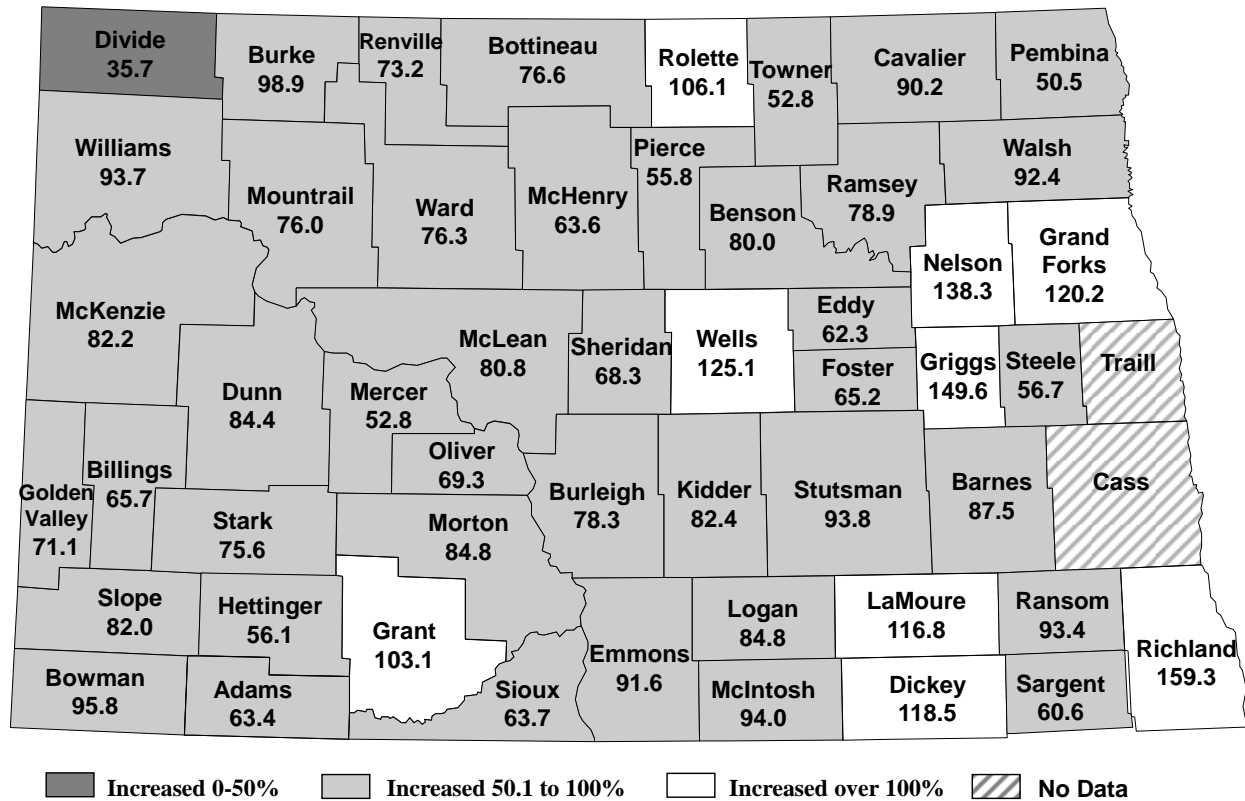 Divide
35.7
Burke
98.9
Renville
73.2
Bottineau
76.6
Rolette
106.1
Towner
52.8
Cavalier
90.2
Pembina
50.5
Williams
93.7
Mountrail
76.0
Ward
76.3
McHenry
63.6
Pierce
55.8
Benson
80.0
Ramsey
78.9
Walsh
92.4
Nelson
138.3
Grand
Forks
120.2
McKenzie
82.2
Dunn
84.4
McLean
80.8
Mercer
52.8
Oliver
69.3
Sheridan
68.3
Wells
125.1
Eddy
62.3
Foster
65.2
Griggs
149.6
Steele
56.7
Traill
Golden
Valley
71.1
Billings
65.7
Stark
75.6
Morton
84.8
Burleigh
78.3
Kidder
82.4
Stutsman
93.8
Barnes
87.5
Cass
Slope
82.0
Hettinger
56.1
Grant
103.1
Bowman
95.8
Adams
63.4
Sioux
63.7
Emmons
91.6
Logan
84.8
McIntosh
94.0
LaMoure
116.8
Dickey
118.5
Ransom
93.4
Sargent
60.6
Richland
159.3
Increased 0-50%
Increased 50.1 to 100%
Increased over 100%
No Data